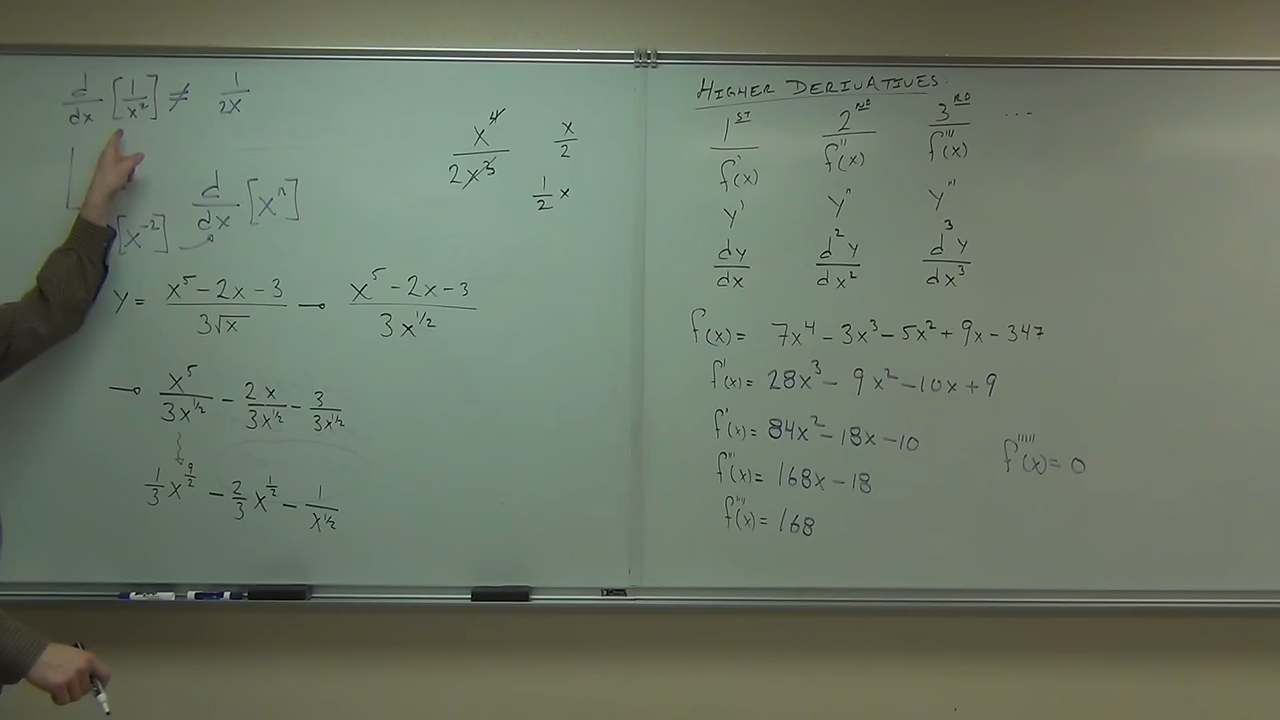 d/dx [1/x²] ≠ 1/2x
[x⁻²] d/dx [xⁿ]
x⁴/2x³ x/2
1/2 x
y = x⁵ − 2x − 3 / 3√x → x⁵ − 2x − 3 / 3x^1/2
→ x⁵/3x^1/2 − 2x/3x^1/2 − 3/3x^1/2
1/3 x^9/2 − 2/3 x^1/2 − 1/x^1/2
HIGHER DERIVATIVES:
1ST 2ND 3RD ...
f'(x) f''(x) f'''(x)
y' y'' y'''
dy/dx d²y/dx² d³y/dx³
f(x) = 7x⁴ − 3x³ − 5x² + 9x − 347
f'(x) = 28x³ − 9x² − 10x + 9
f''(x) = 84x² − 18x − 10
f'''(x) = 168x − 18
f''''(x) = 168
f'''''(x) = 0